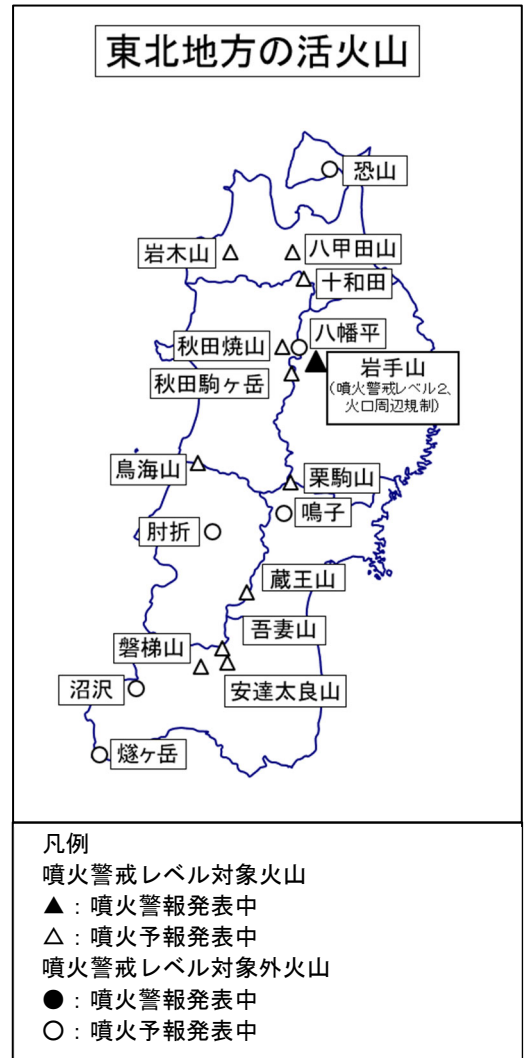 東北地方の活火山
恐山
岩木山
八甲田山
十和田
八幡平
秋田焼山
岩手山
(噴火警戒レベル2、
火口周辺規制)
秋田駒ヶ岳
鳥海山
栗駒山
鳴子
肘折
蔵王山
吾妻山
磐梯山
安達太良山
沼沢
燧ヶ岳
凡例
噴火警戒レベル対象火山
▲：噴火警報発表中
△：噴火予報発表中
噴火警戒レベル対象外火山
●：噴火警報発表中
○：噴火予報発表中